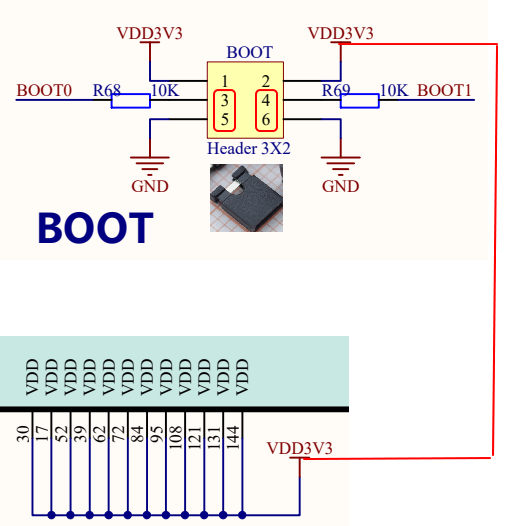 VDD3V3 VDD3V3
BOOT
1 2
BOOT0 R68 10K 3 4 R69 10K BOOT1
5 6
Header 3X2
GND GND
BOOT
VDD VDD VDD VDD VDD VDD VDD VDD VDD VDD VDD VDD
30 17 52 39 62 72 84 95 108 121 131 144
VDD3V3